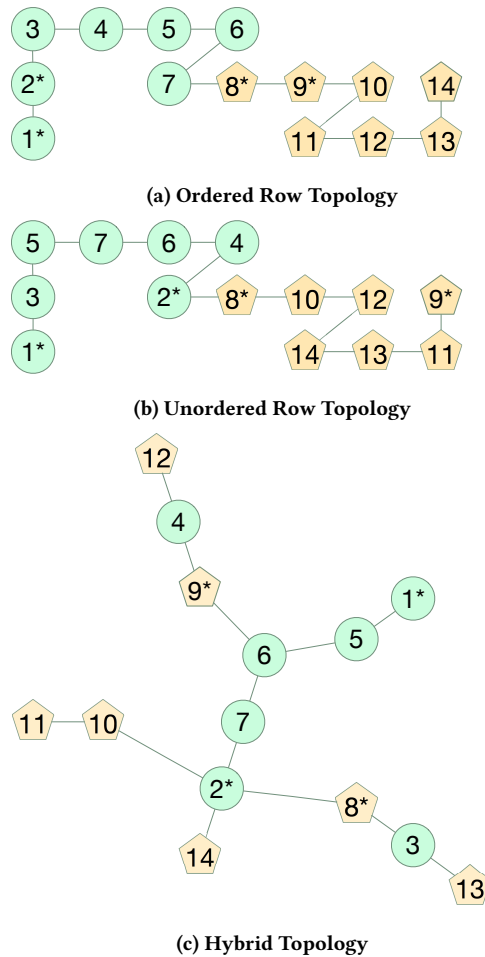 3 4 5 6
2* 7 8* 9* 10 14
1* 11 12 13
(a) Ordered Row Topology
5 7 6 4
3 2* 8* 10 12 9*
1* 14 13 11
(b) Unordered Row Topology
12
4
9* 1*
6 5
11 10 7
2* 8*
14 3
13
(c) Hybrid Topology